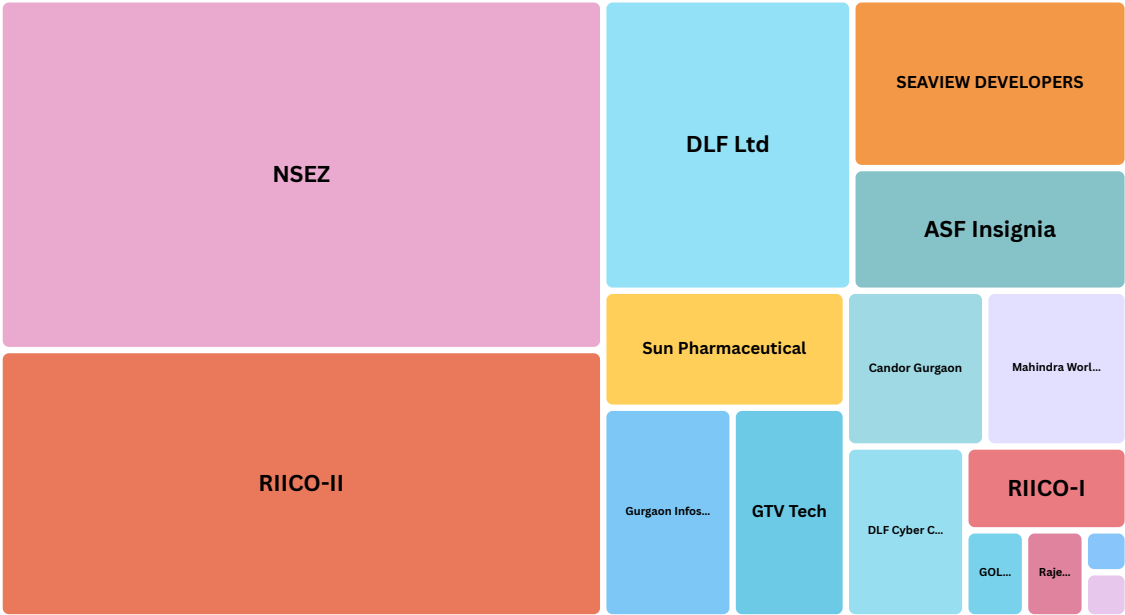 NSEZ
RIICO-II
DLF Ltd
SEAVIEW DEVELOPERS
ASF Insignia
Sun Pharmaceutical
Candor Gurgaon
Mahindra Worl...
Gurgaon Infos...
GTV Tech
DLF Cyber C...
RIICO-I
GOL...
Raje...